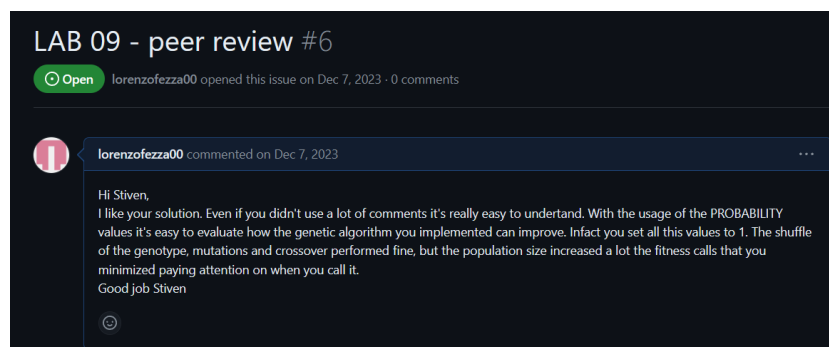 LAB 09 - peer review #6
Open lorenzofezza00 opened this issue on Dec 7, 2023 · 0 comments
lorenzofezza00 commented on Dec 7, 2023 ...
Hi Stiven,
I like your solution. Even if you didn't use a lot of comments it's really easy to undertand. With the usage of the PROBABILITY
values it's easy to evaluate how the genetic algorithm you implemented can improve. Infact you set all this values to 1. The shuffle
of the genotype, mutations and crossover performed fine, but the population size increased a lot the fitness calls that you
minimized paying attention on when you call it.
Good job Stiven